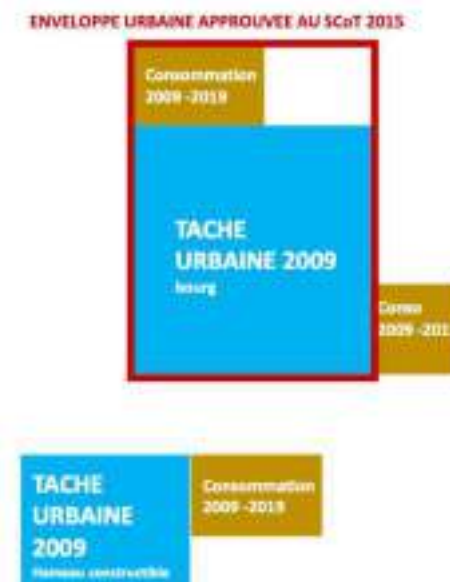 ENVELOPPE URBAINE APPROUVEE AU SCoT 2015
Consommation
2009 -2019
TACHE
URBAINE 2009
bourg
Conso
2009 -201
TACHE
URBAINE
2009
Hameau constructible
Consommation
2009 -2019